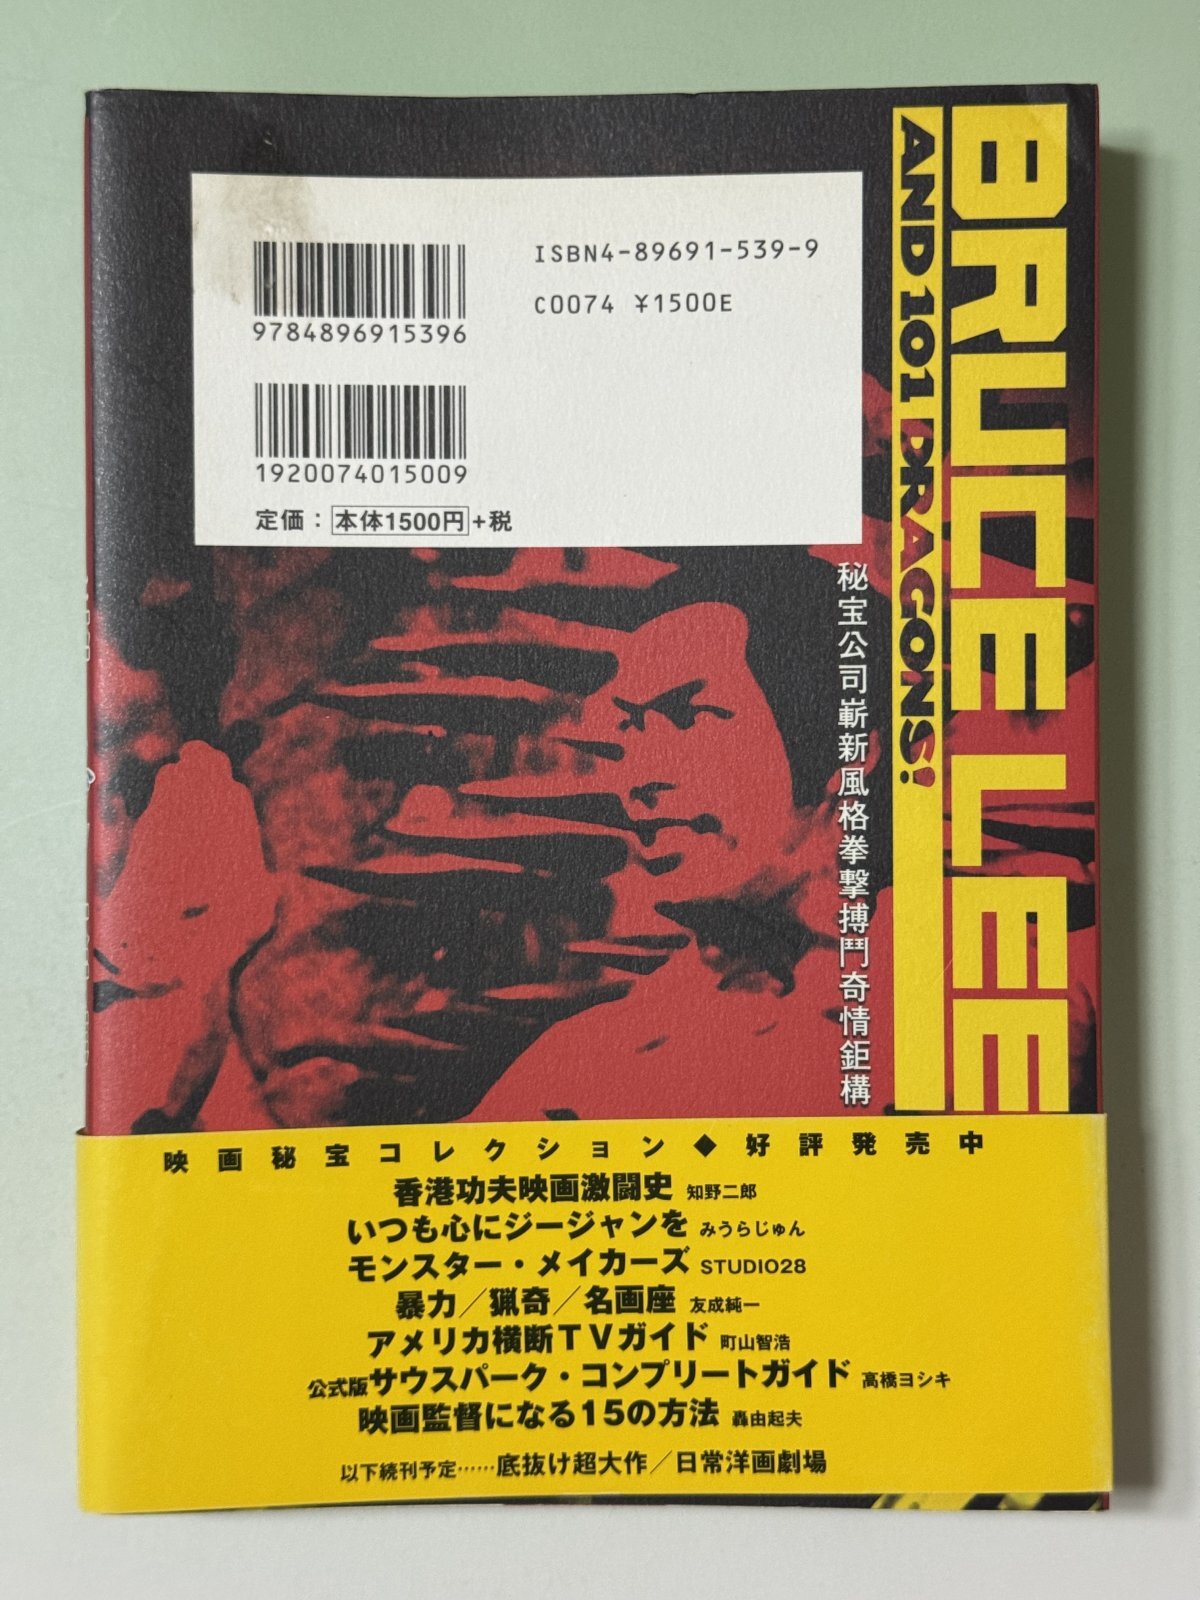 BRUCE LEE
AND 101 DRAGONS!
ISBN4-89691-539-9
C0074 ¥1500E
9784896915396
1920074015009
定価：本体1500円+税
秘宝公司嶄新風格拳撃搏鬥奇情鉅構
映画秘宝コレクション◆好評発売中
香港功夫映画激闘史 知野二郎
いつも心にジージャンを みうらじゅん
モンスター・メイカーズ STUDIO28
暴力／猟奇／名画座 友成純一
アメリカ横断TVガイド 町山智浩
公式版サウスパーク・コンプリートガイド 高橋ヨシキ
映画監督になる15の方法 轟由起夫
以下続刊予定……底抜け超大作／日常洋画劇場